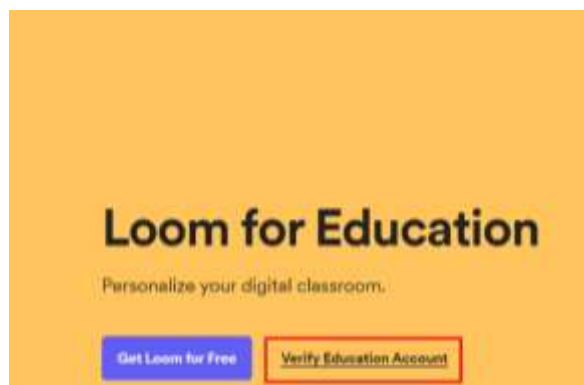 Loom for Education
Personalize your digital classroom.
Get Loom for Free Verify Education Account